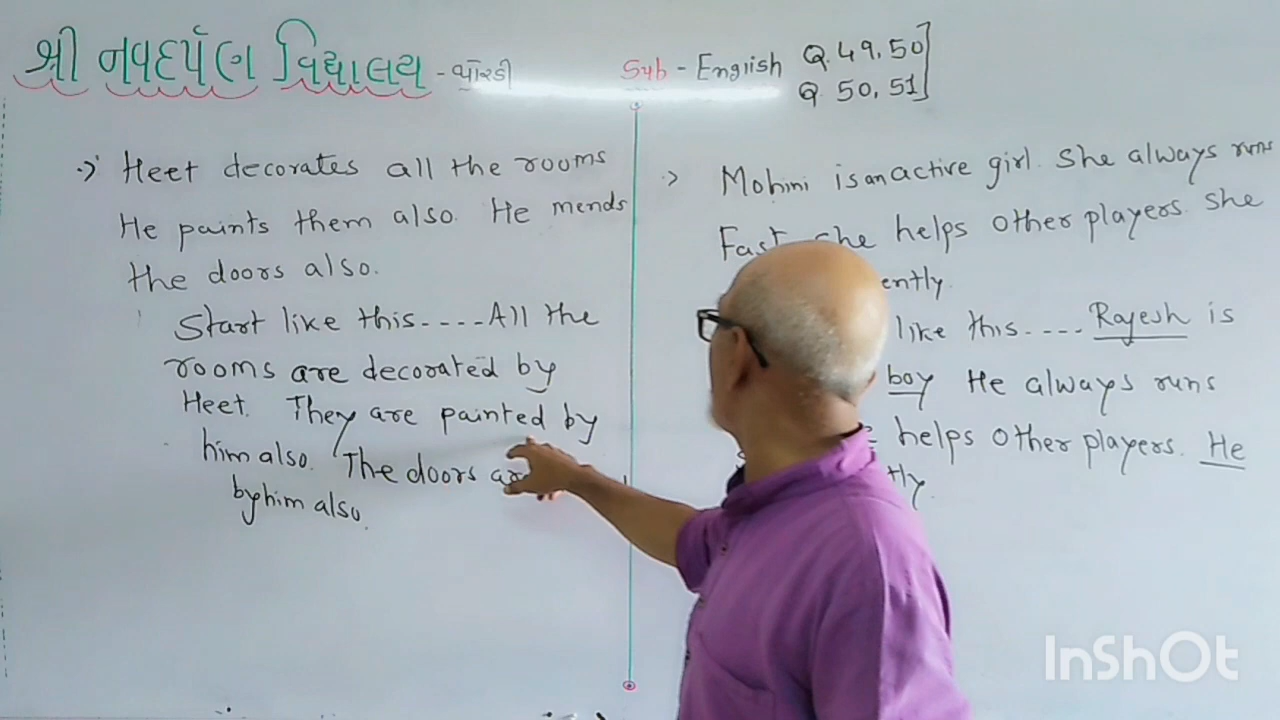 શ્રી નવદર્પણ વિદ્યાલય - વોરડી
Sub - English Q. 49, 50]
Q. 50, 51]
Heet decorates all the rooms
He paints them also. He mends
the doors also.
Start like this.....All the
rooms are decorated by
Heet. They are painted by
him also. The doors
by him also.
Mohini is an active girl. She always runs
Fast. she helps other players. She
ently.
like this..... Rajesh is
boy He always runs
helps other players. He
tly.
InShOt